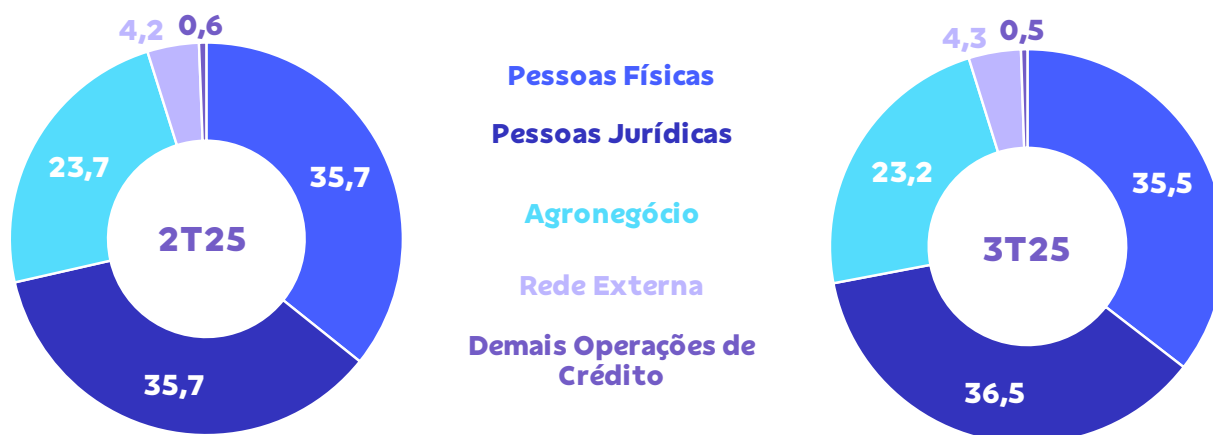 4,2 0,6
23,7
35,7
2T25
35,7
Pessoas Físicas
Pessoas Jurídicas
Agronegócio
Rede Externa
Demais Operações de
Crédito
4,3 0,5
23,2
35,5
3T25
36,5